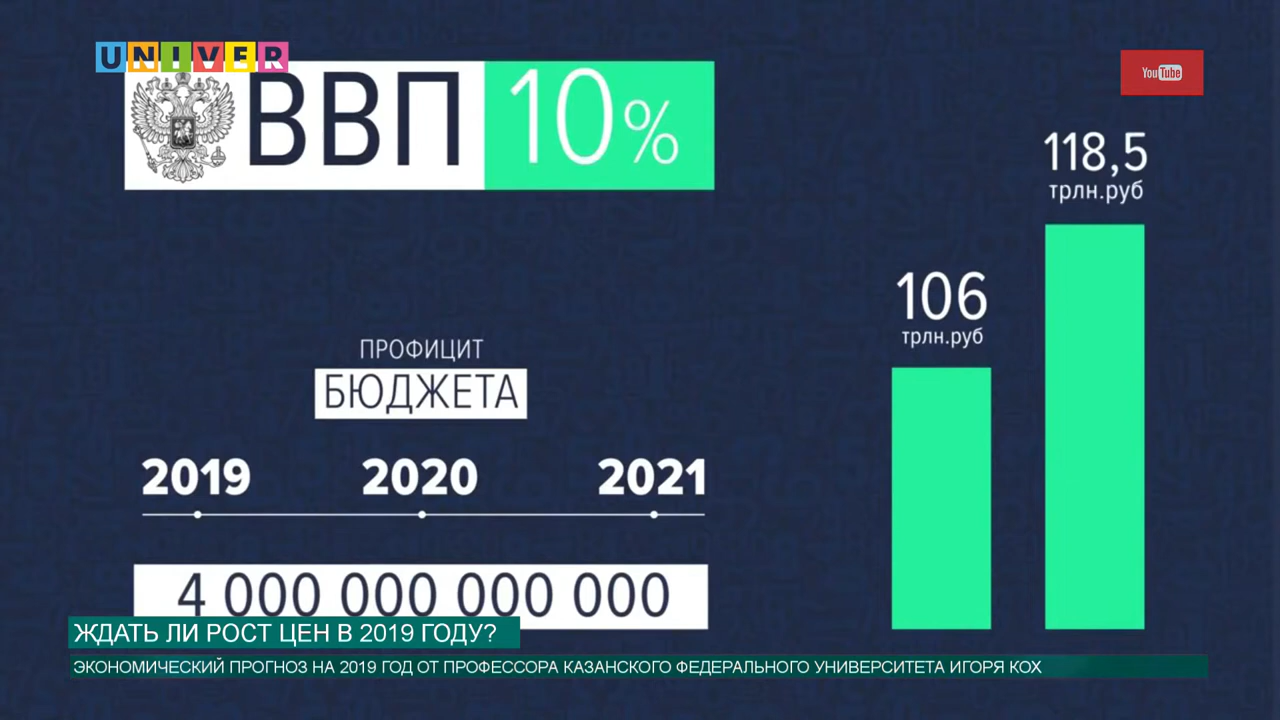 UNIVER
YouTube
ВВП 10%
118,5
трлн.руб
106
трлн.руб
ПРОФИЦИТ
БЮДЖЕТА
2019 2020 2021
4 000 000 000 000
ЖДАТЬ ЛИ РОСТ ЦЕН В 2019 ГОДУ?
ЭКОНОМИЧЕСКИЙ ПРОГНОЗ НА 2019 ГОД ОТ ПРОФЕССОРА КАЗАНСКОГО ФЕДЕРАЛЬНОГО УНИВЕРСИТЕТА ИГОРЯ КОХ